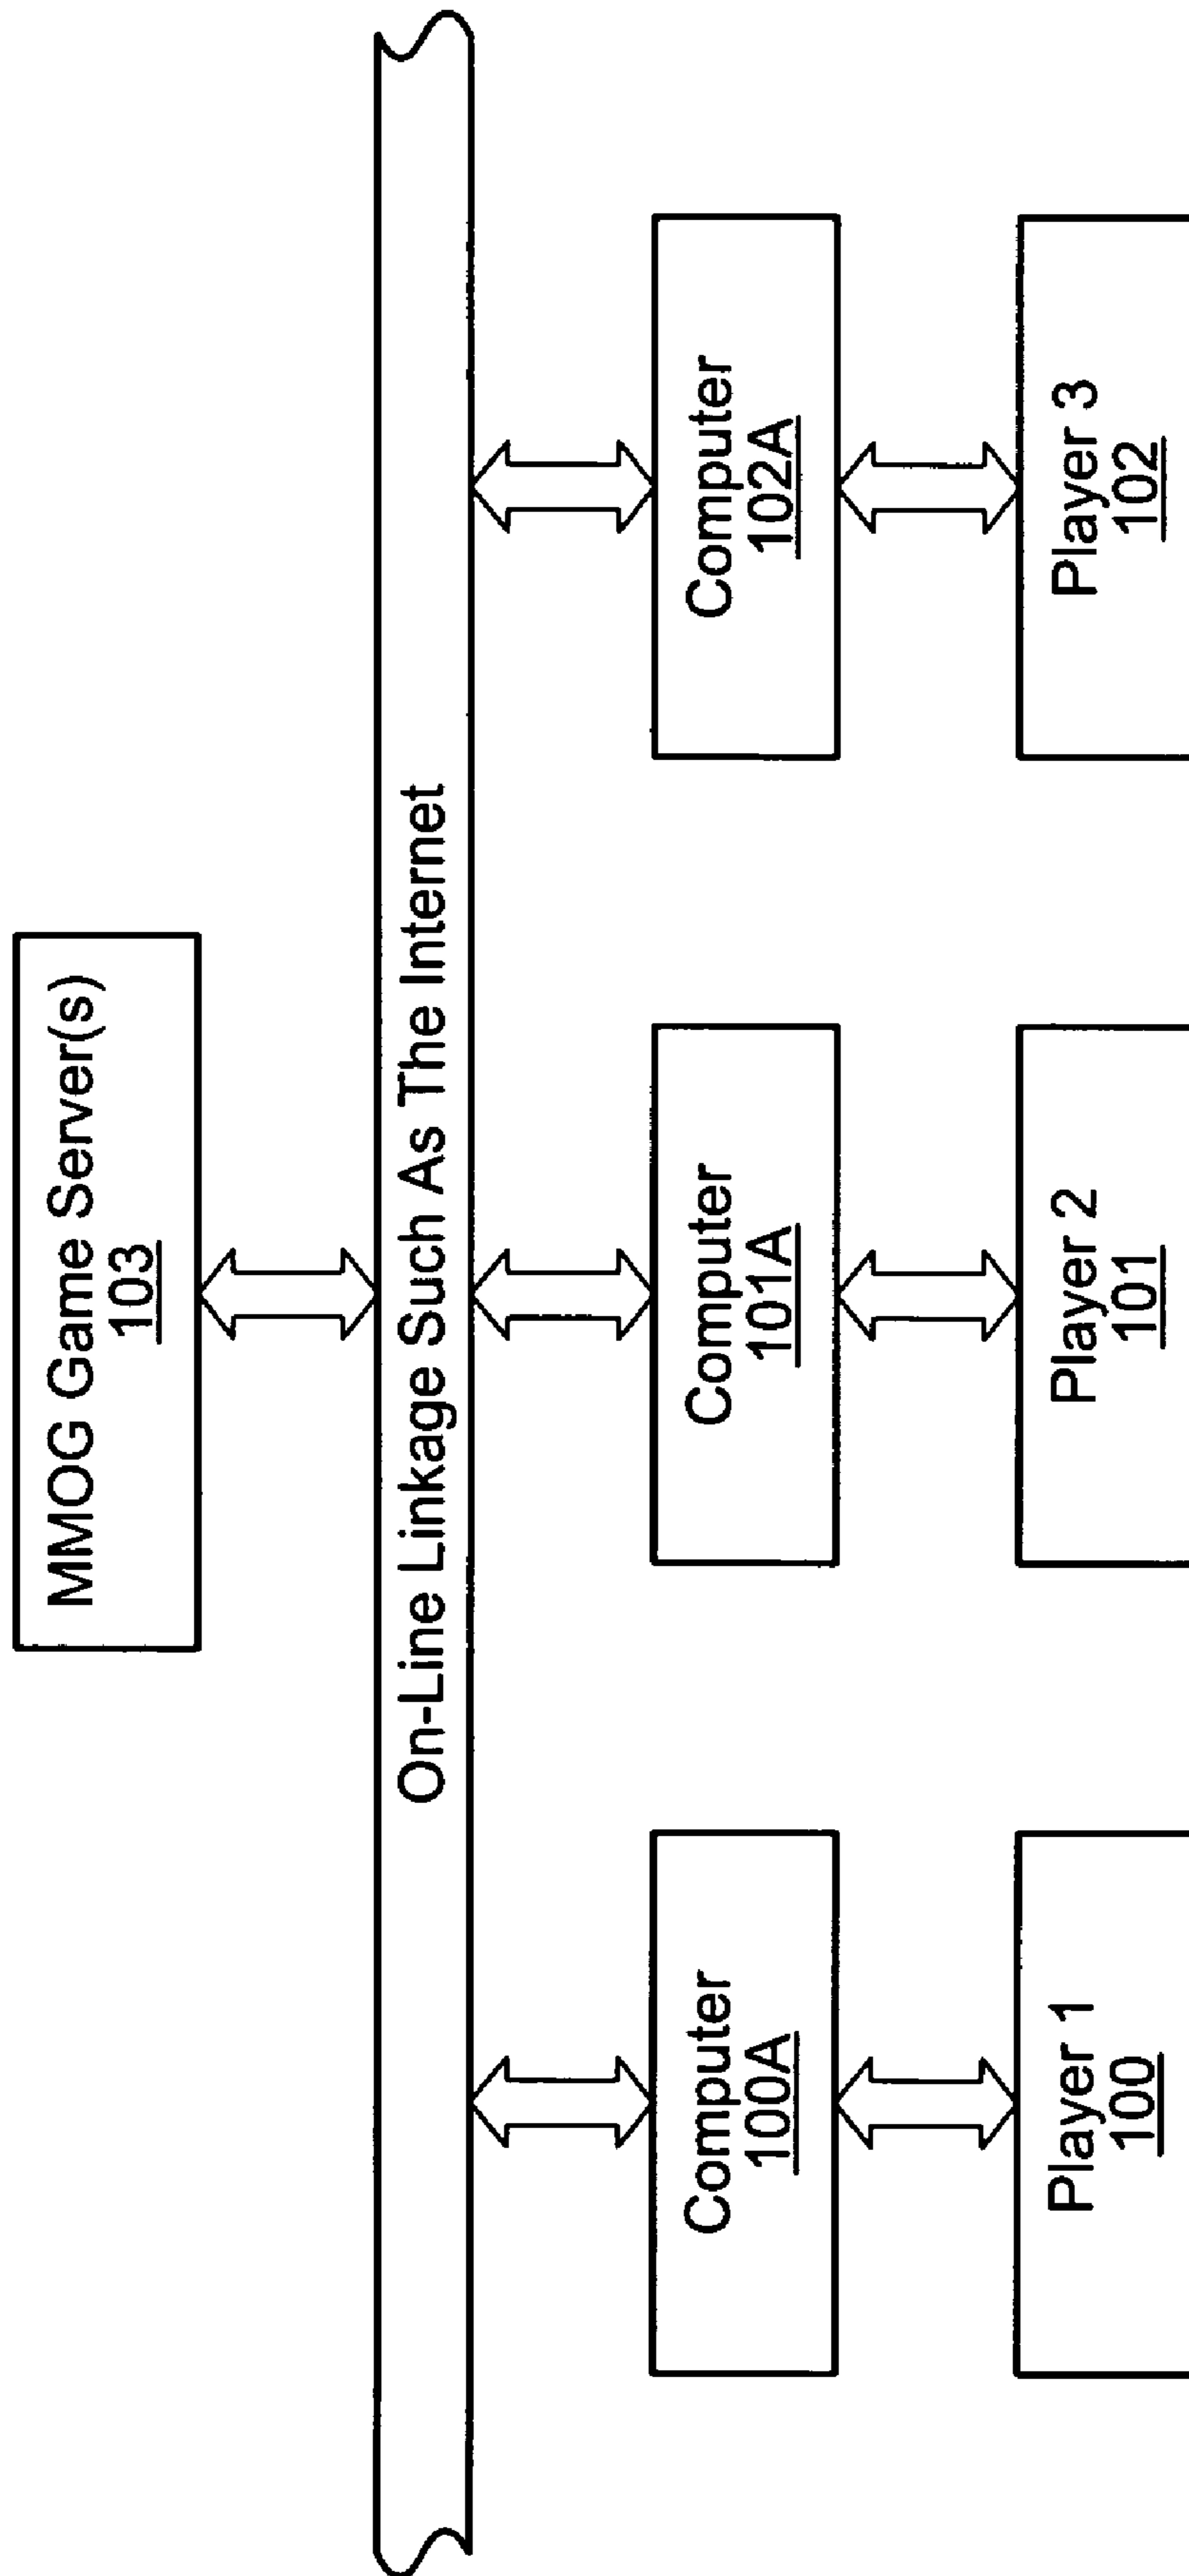 MMOG Game Server(s)
103
On-Line Linkage Such As The Internet
Computer
100A
Computer
101A
Computer
102A
Player 1
100
Player 2
101
Player 3
102